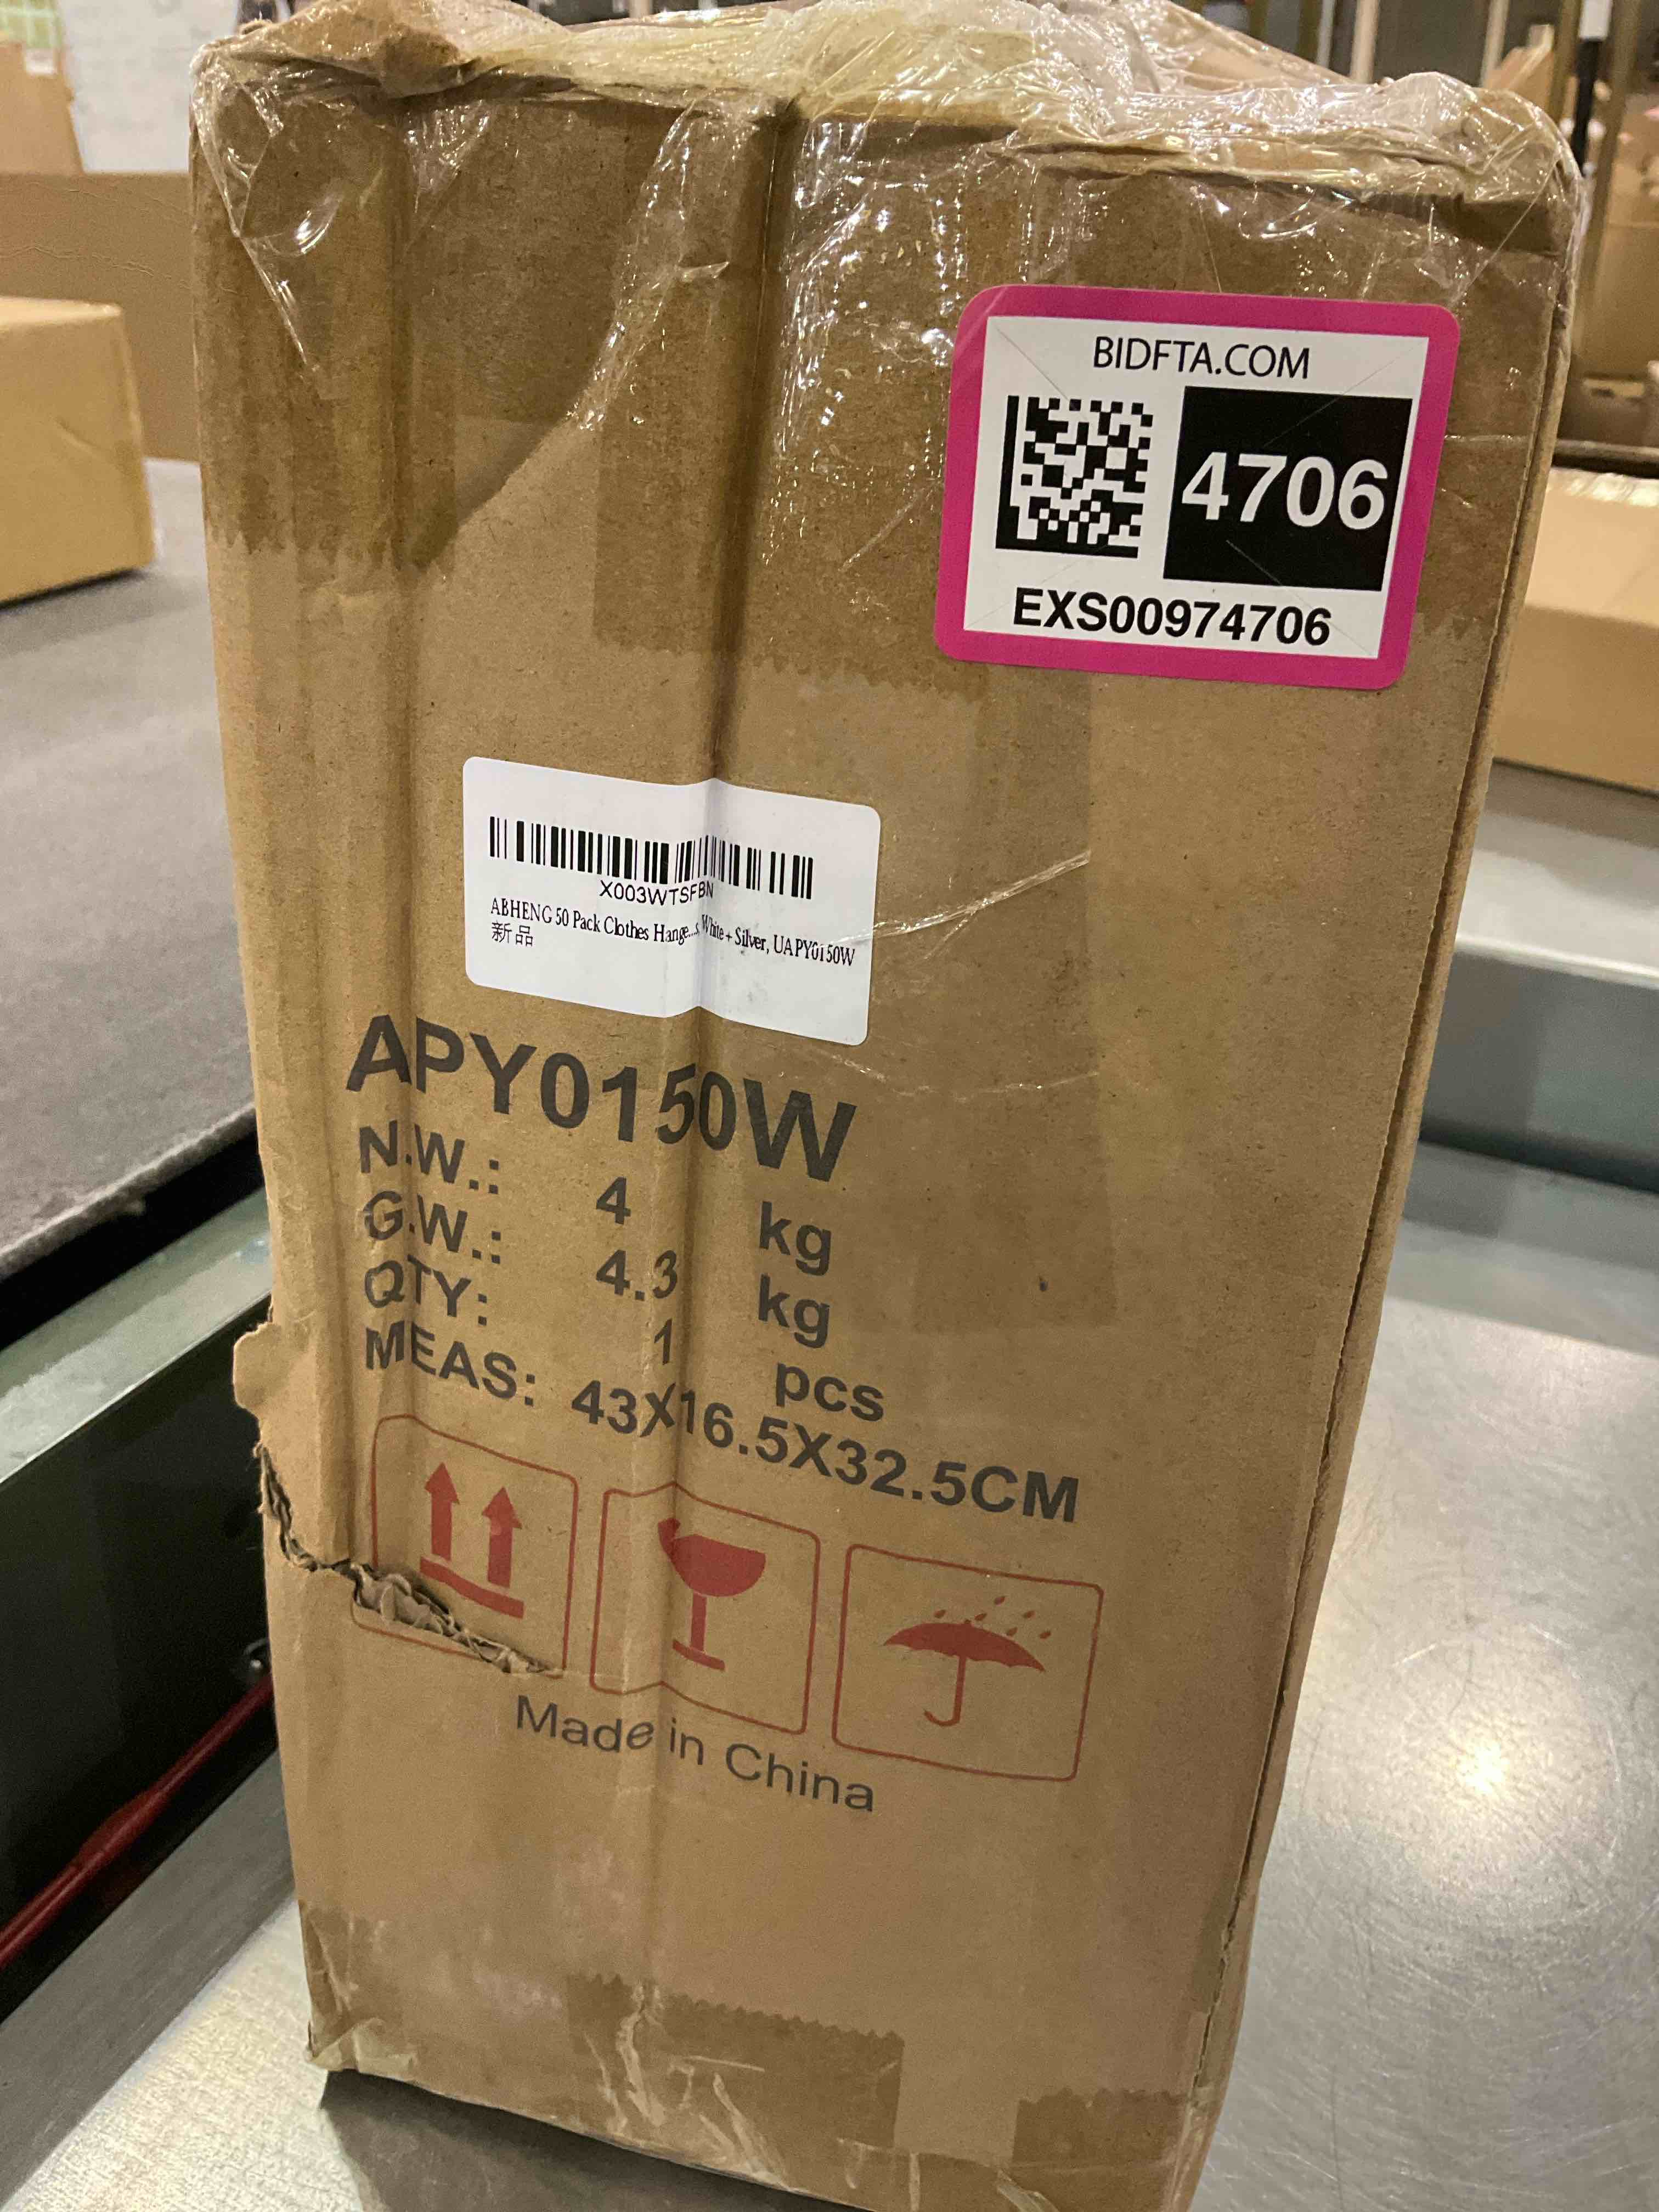 BIDFTA.COM
4706
EXS00974706
X003WTSFBN
ABHENG 50 Pack Clothes Hange...s, White + Silver, UAPY0150W
新品
APY0150W
N.W.: 4 kg
G.W.: 4.3 kg
QTY: 1 pcs
MEAS: 43X16.5X32.5CM
Made in China